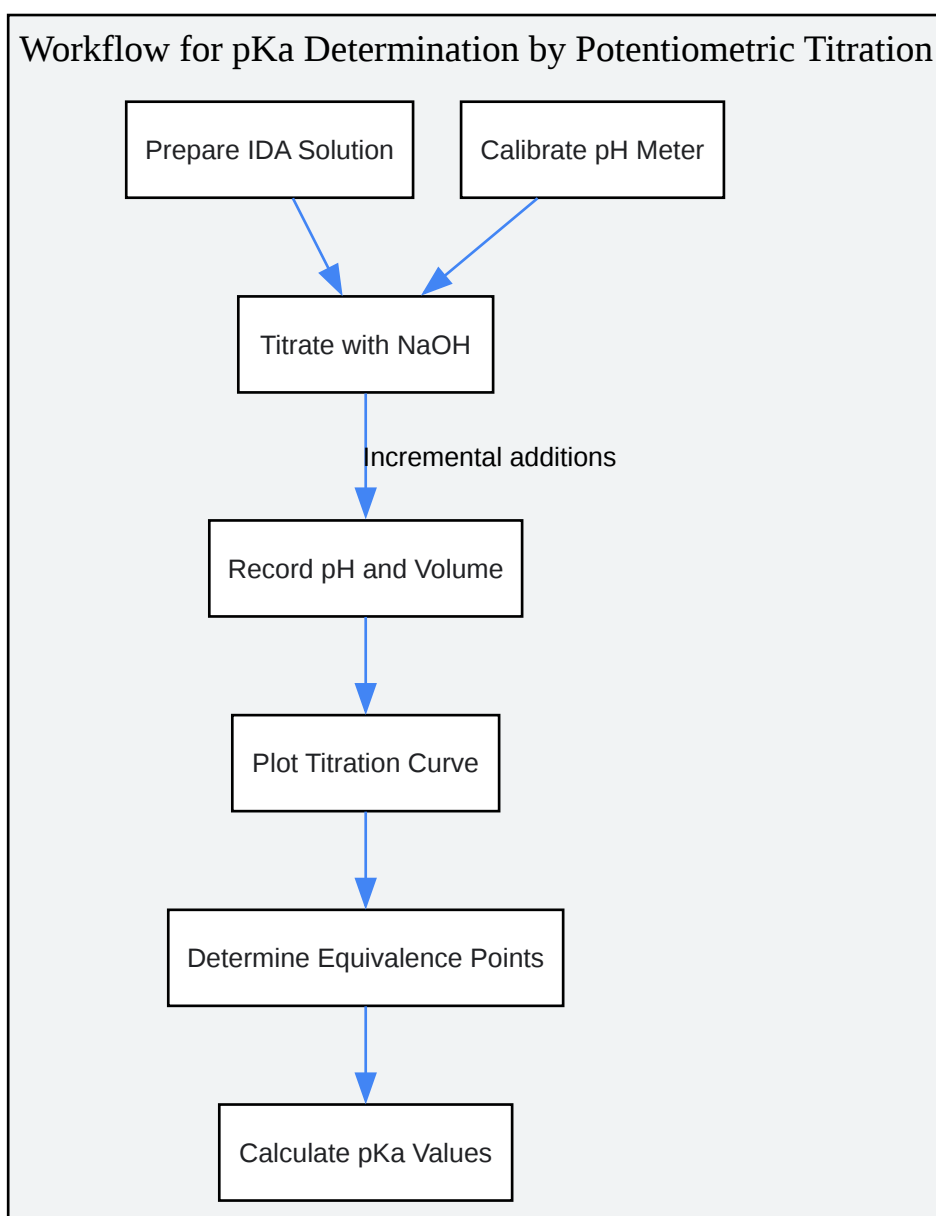 Workflow for pKa Determination by Potentiometric Titration
Prepare IDA Solution
Calibrate pH Meter
Titrate with NaOH
Incremental additions
Record pH and Volume
Plot Titration Curve
Determine Equivalence Points
Calculate pKa Values